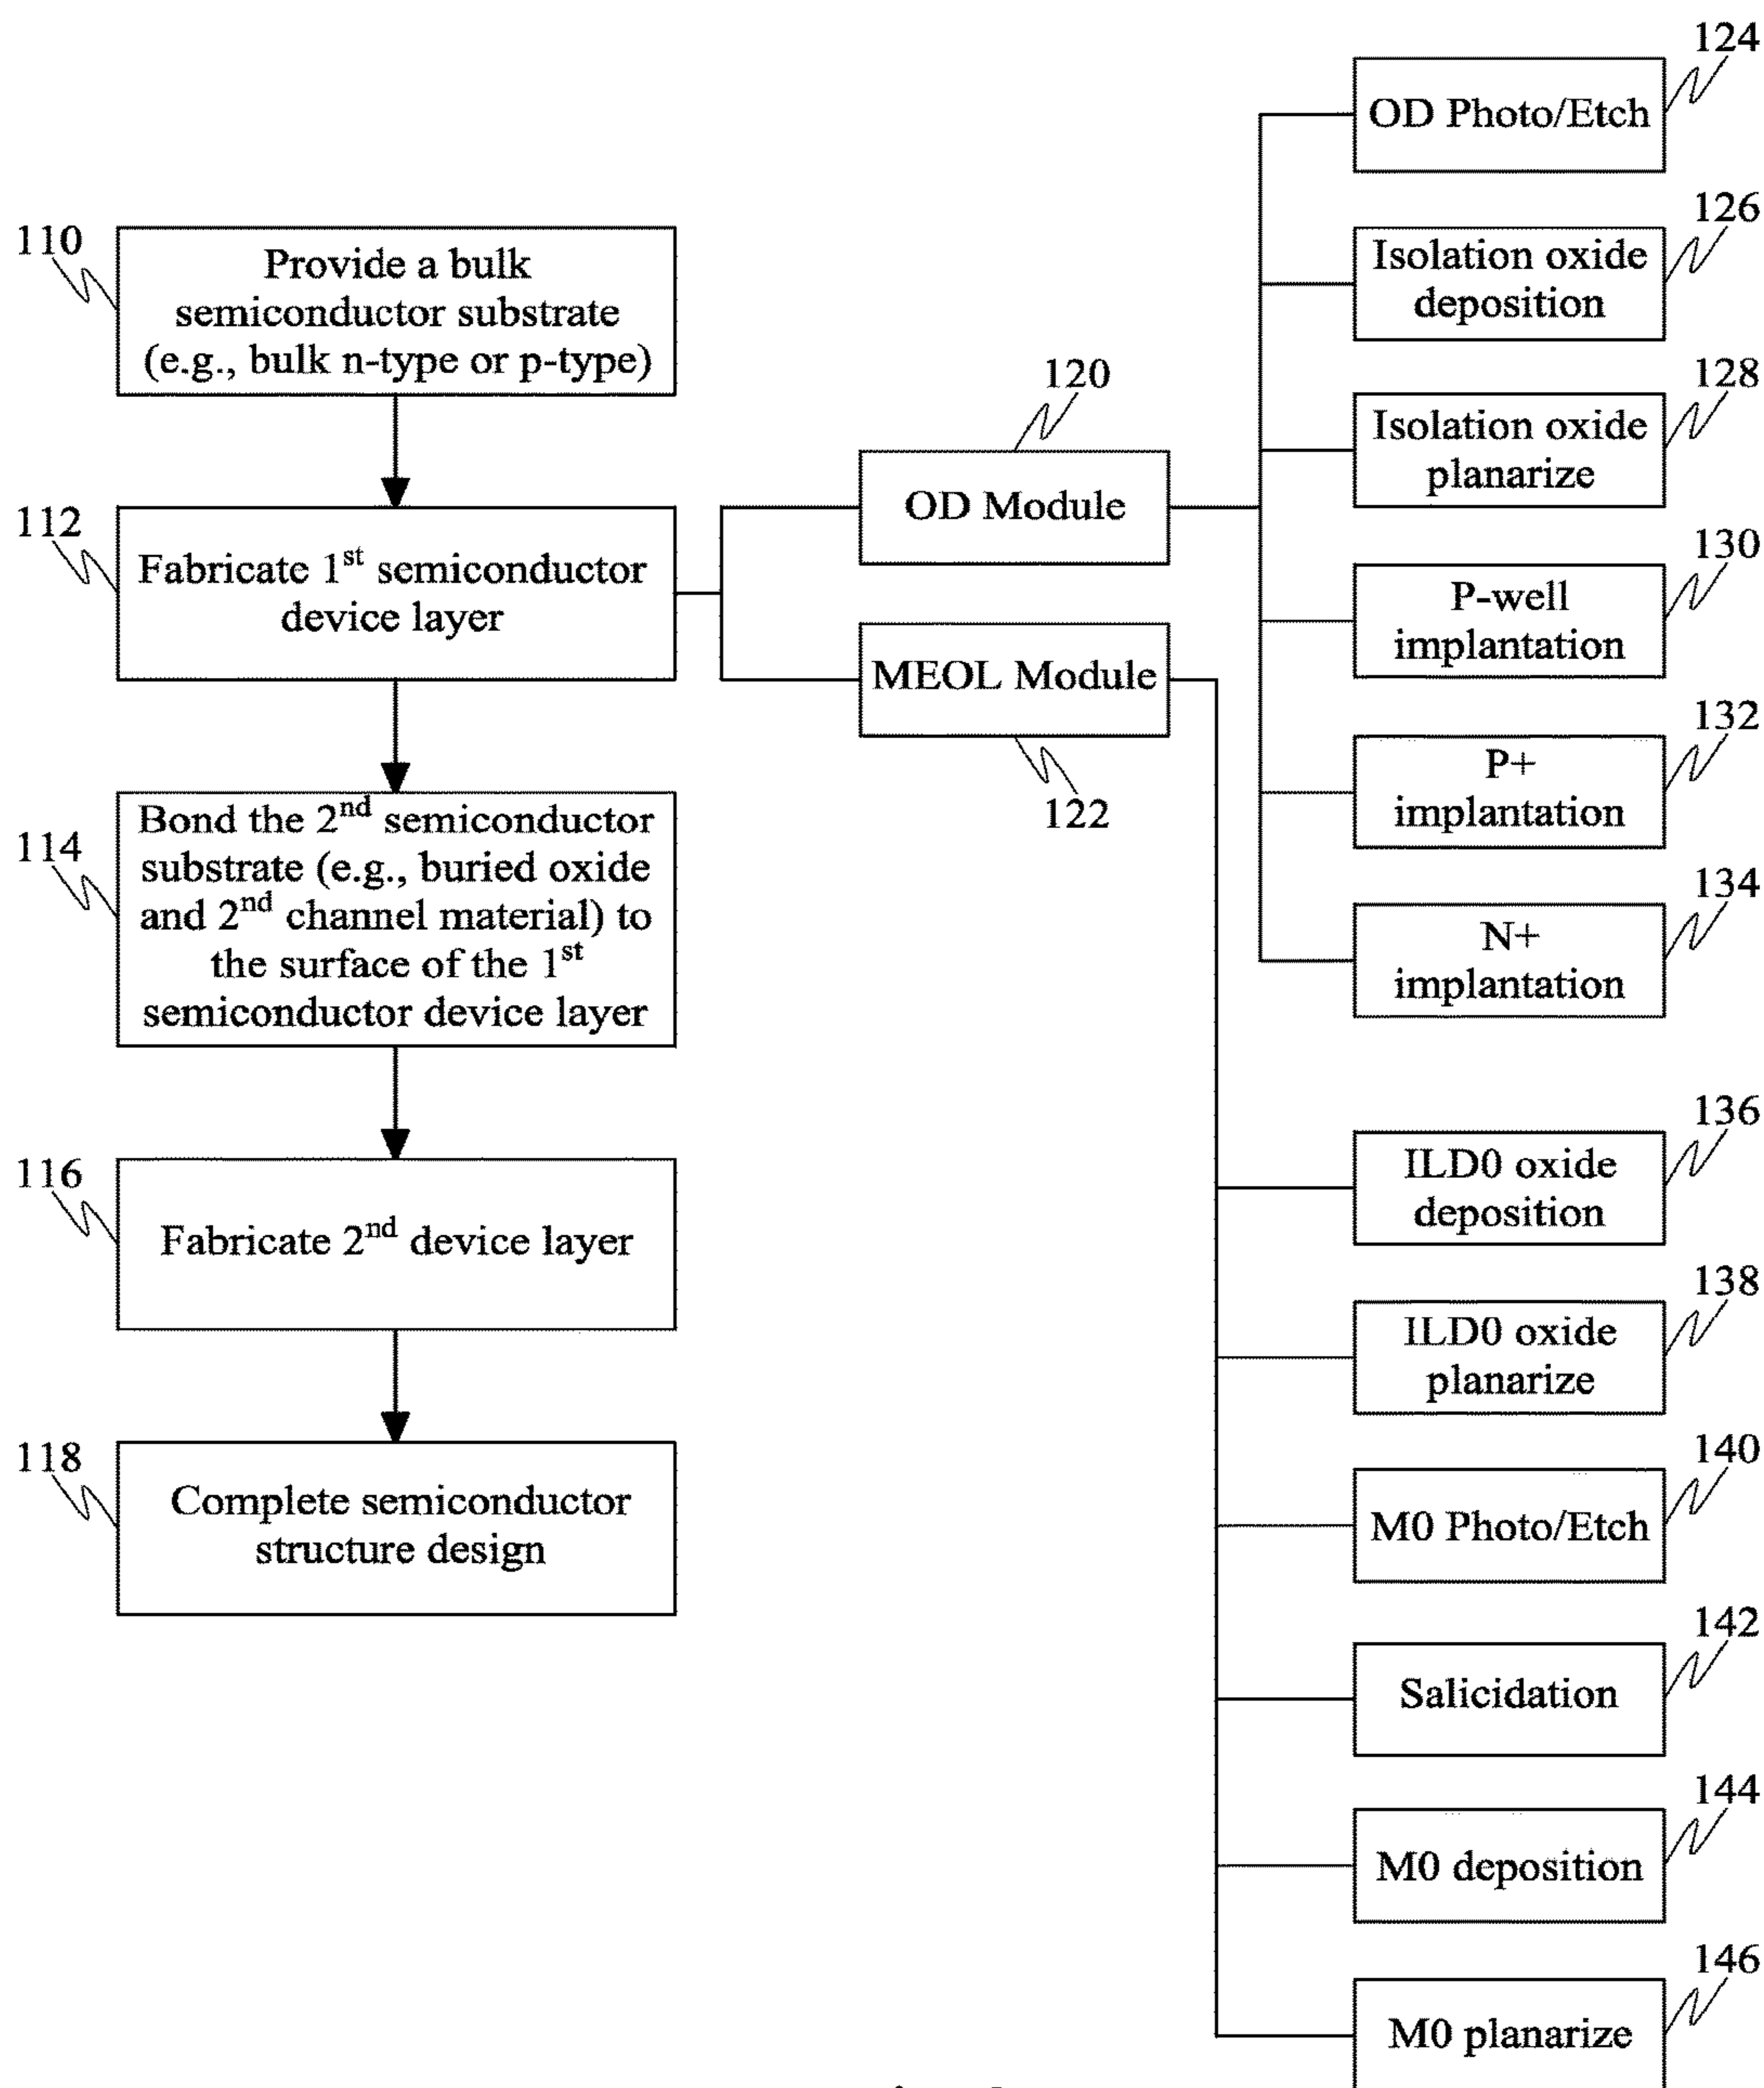 110
Provide a bulk
semiconductor substrate
(e.g., bulk n-type or p-type)
112
Fabricate 1st semiconductor
device layer
114
Bond the 2nd semiconductor
substrate (e.g., buried oxide
and 2nd channel material) to
the surface of the 1st
semiconductor device layer
116
Fabricate 2nd device layer
118
Complete semiconductor
structure design
120
OD Module
MEOL Module
122
124
OD Photo/Etch
126
Isolation oxide
deposition
128
Isolation oxide
planarize
130
P-well
implantation
132
P+
implantation
134
N+
implantation
136
ILD0 oxide
deposition
138
ILD0 oxide
planarize
140
M0 Photo/Etch
142
Salicidation
144
M0 deposition
146
M0 planarize